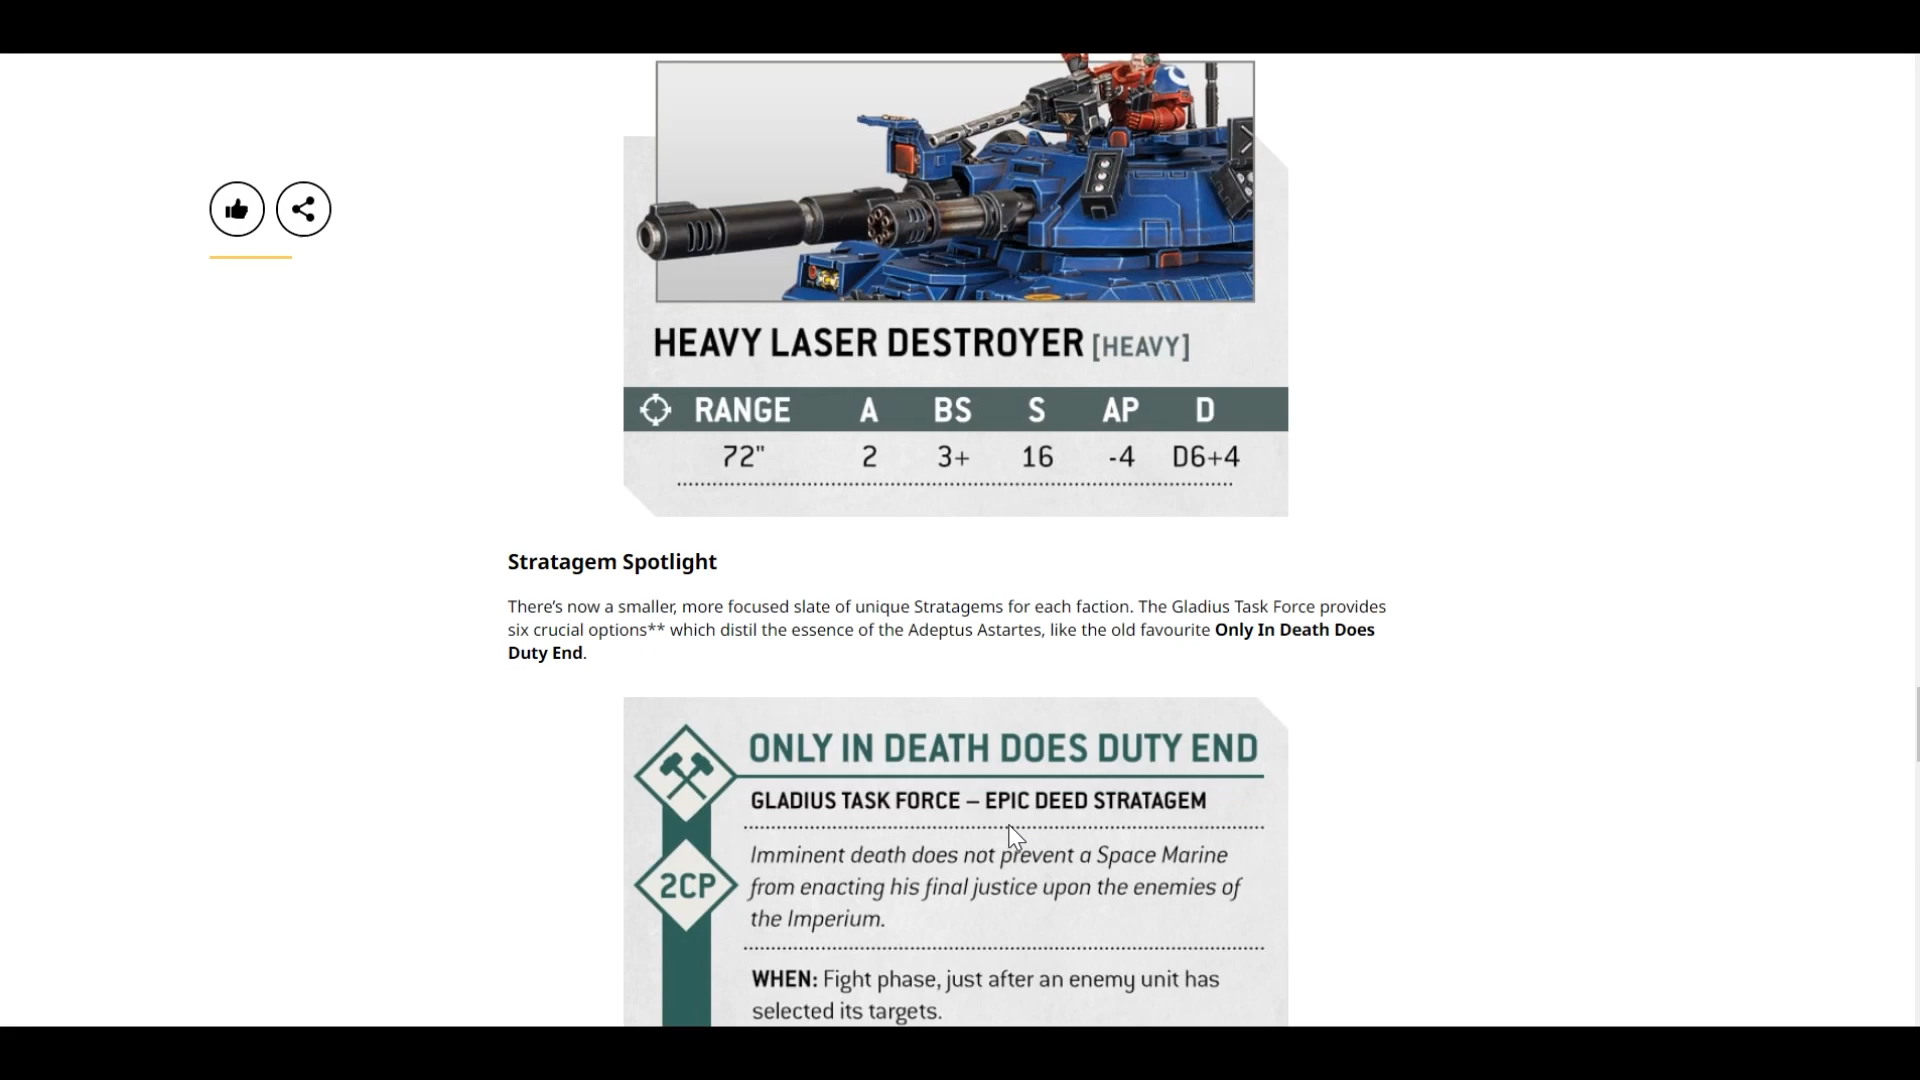 HEAVY LASER DESTROYER [HEAVY]
RANGE A BS S AP D
72" 2 3+ 16 -4 D6+4
Stratagem Spotlight
There’s now a smaller, more focused slate of unique Stratagems for each faction. The Gladius Task Force provides
six crucial options** which distil the essence of the Adeptus Astartes, like the old favourite Only In Death Does
Duty End.
ONLY IN DEATH DOES DUTY END
GLADIUS TASK FORCE – EPIC DEED STRATAGEM
2CP
Imminent death does not prevent a Space Marine
from enacting his final justice upon the enemies of
the Imperium.
WHEN: Fight phase, just after an enemy unit has
selected its targets.